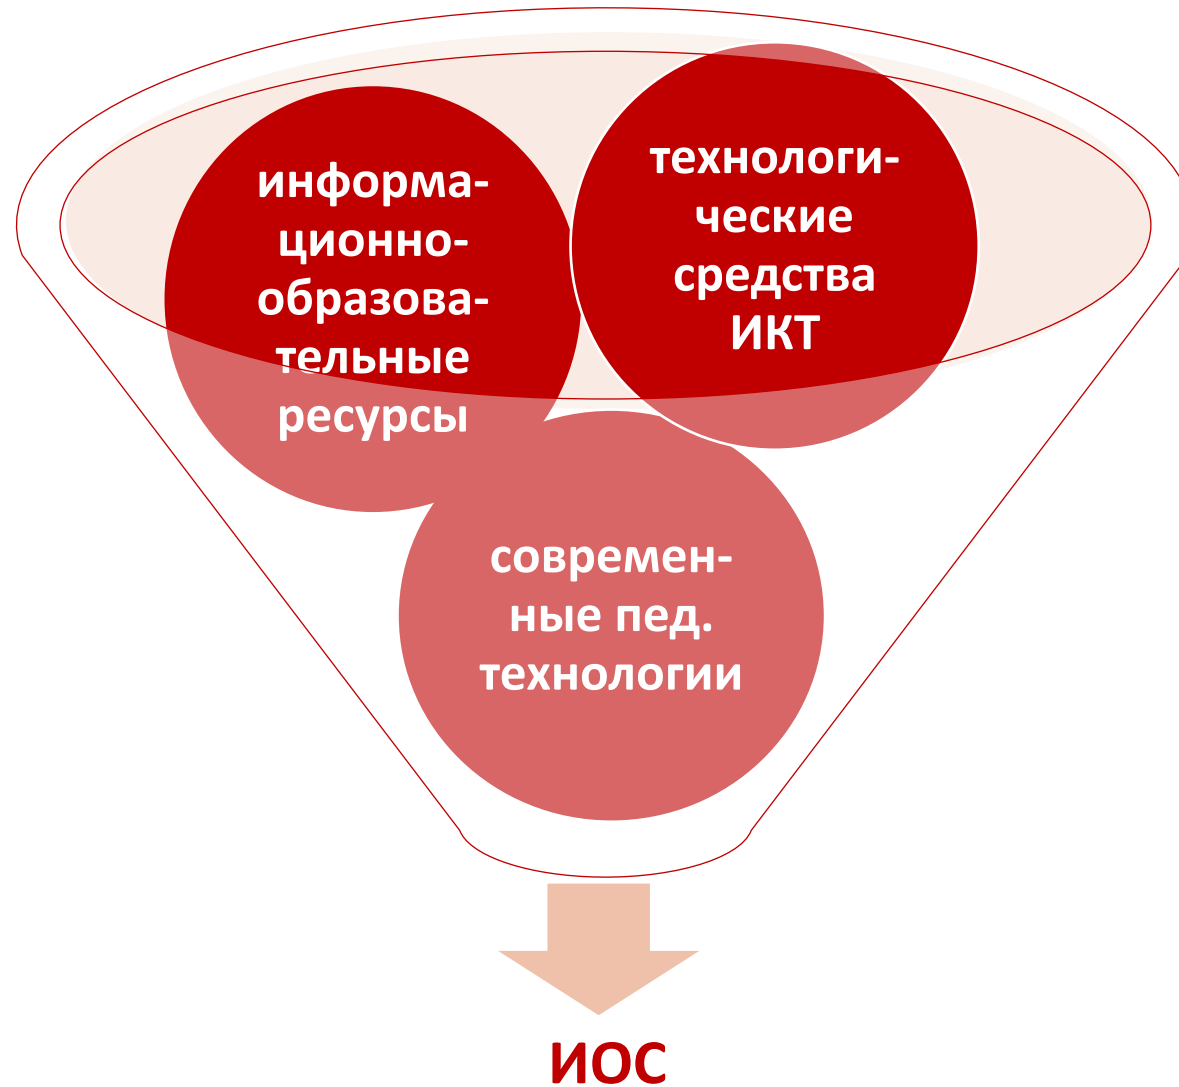 информа-
ционно-
образова-
тельные
ресурсы
технологи-
ческие
средства
ИКТ
современ-
ные пед.
технологии
ИОС